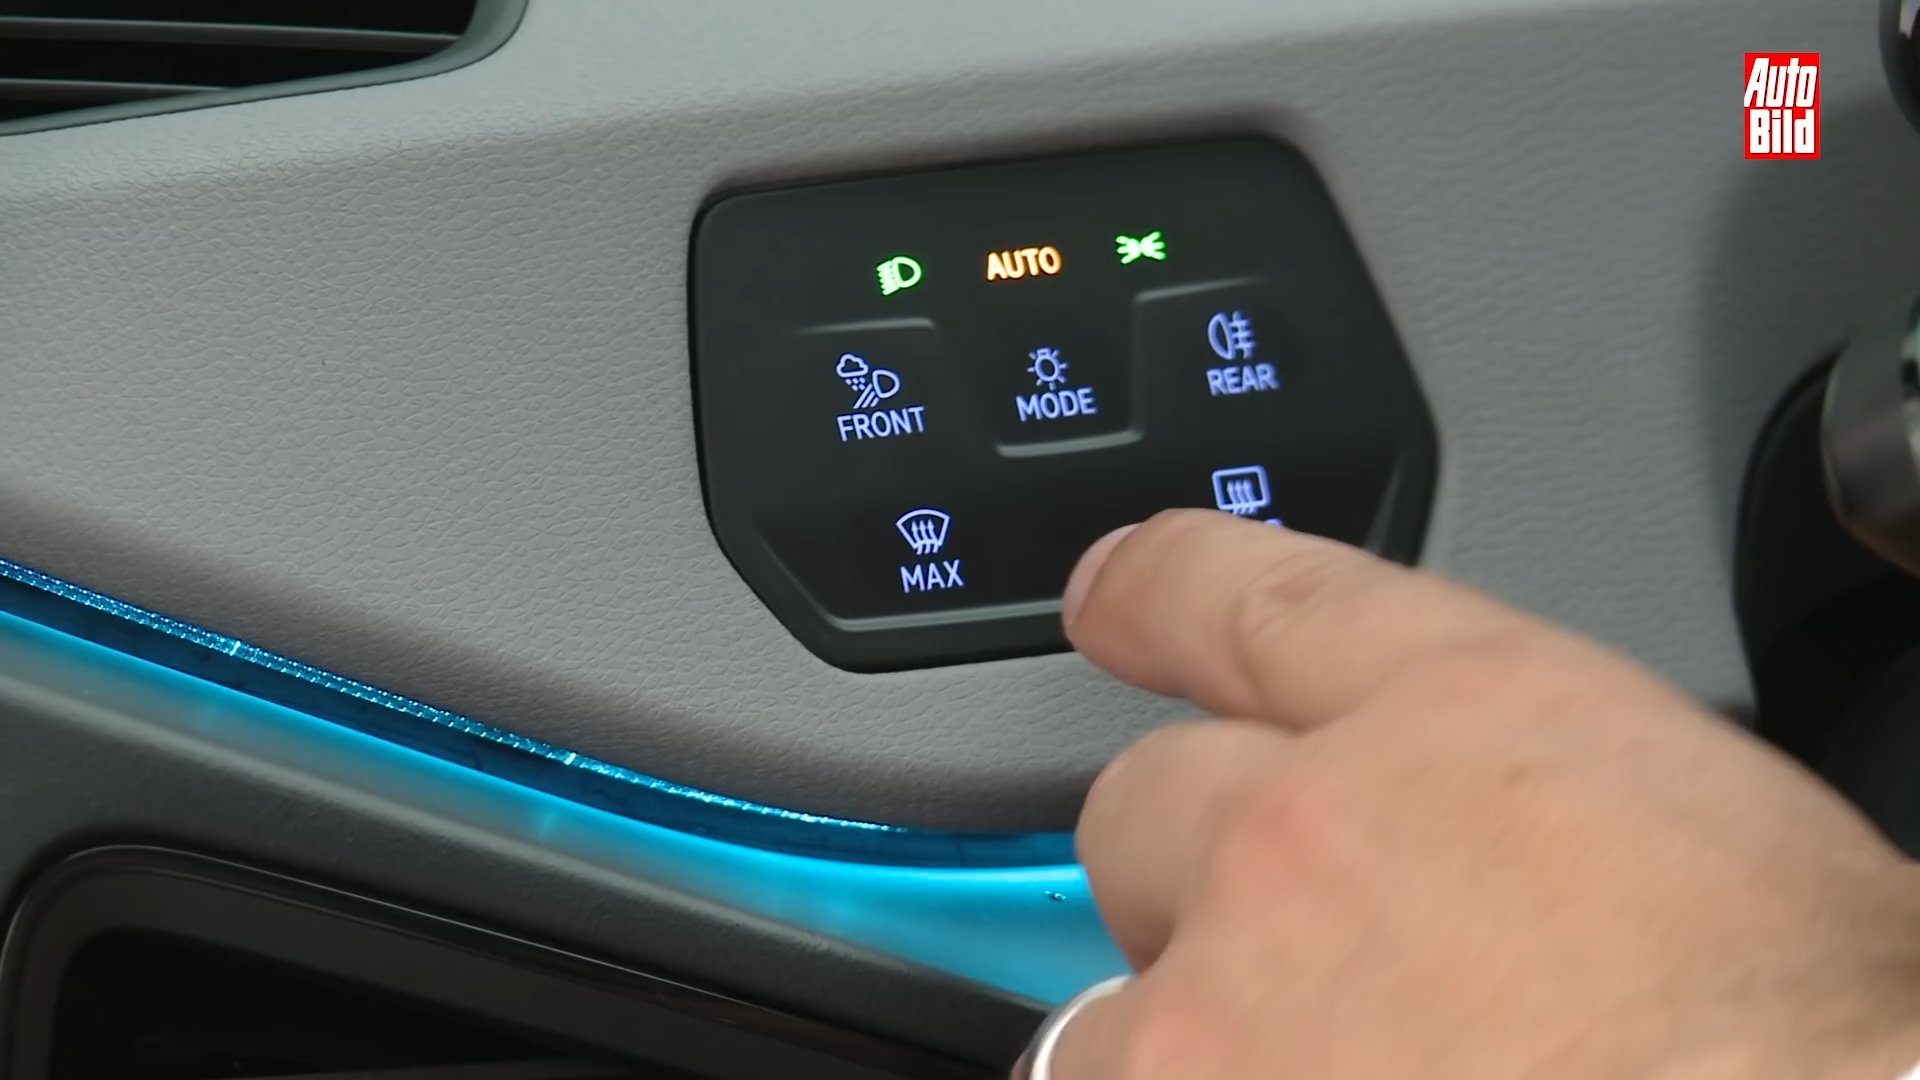 Auto
Bild
AUTO
FRONT
MODE
REAR
MAX